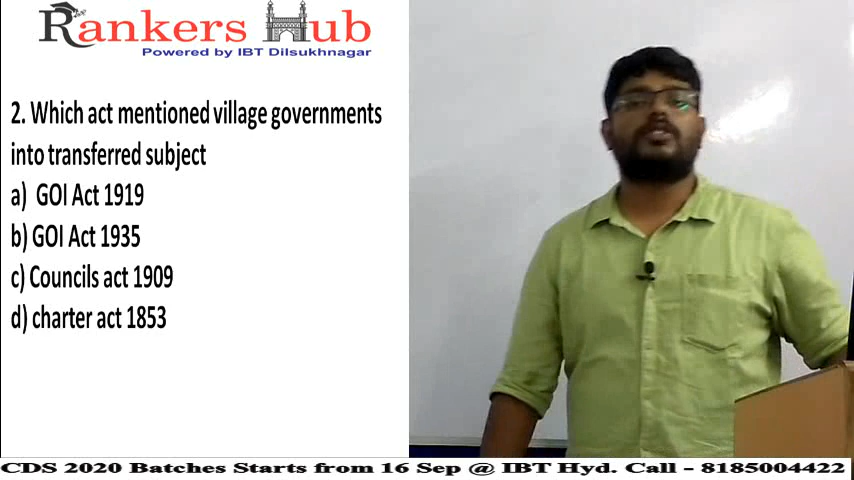 Rankers Hub
Powered by IBT Dilsukhnagar
2. Which act mentioned village governments
into transferred subject
a) GOI Act 1919
b) GOI Act 1935
c) Councils act 1909
d) charter act 1853
CDS 2020 Batches Starts from 16 Sep @ IBT Hyd. Call - 8185004422